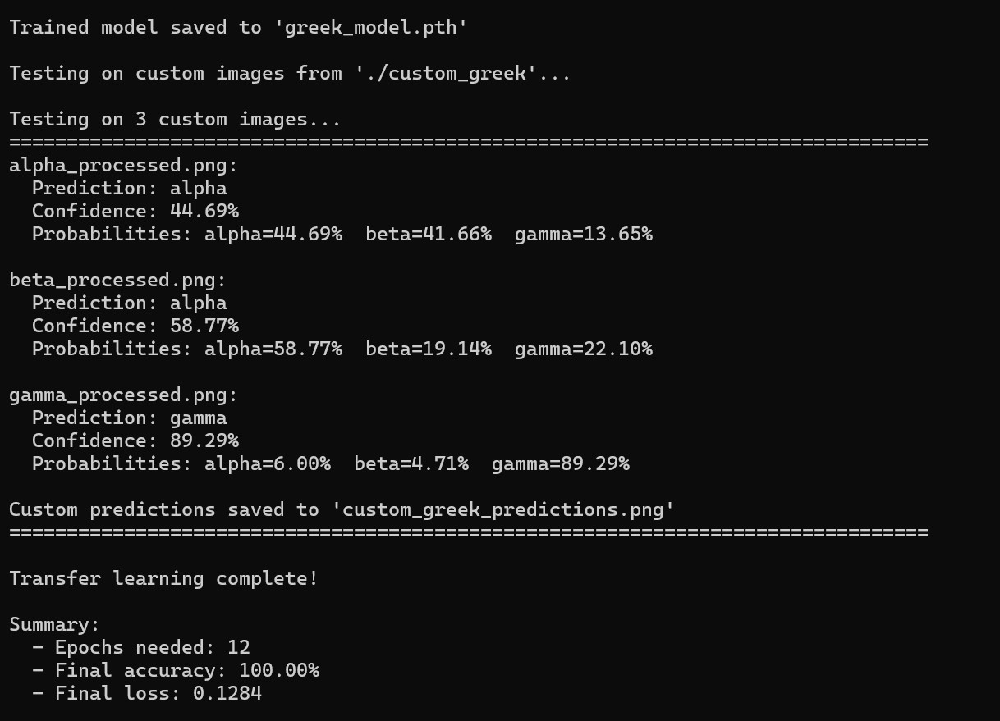 Trained model saved to 'greek_model.pth'
Testing on custom images from './custom_greek'...
Testing on 3 custom images...
================================================================================
alpha_processed.png:
  Prediction: alpha
  Confidence: 44.69%
  Probabilities: alpha=44.69%  beta=41.66%  gamma=13.65%
beta_processed.png:
  Prediction: alpha
  Confidence: 58.77%
  Probabilities: alpha=58.77%  beta=19.14%  gamma=22.10%
gamma_processed.png:
  Prediction: gamma
  Confidence: 89.29%
  Probabilities: alpha=6.00%  beta=4.71%  gamma=89.29%
Custom predictions saved to 'custom_greek_predictions.png'
================================================================================
Transfer learning complete!
Summary:
  - Epochs needed: 12
  - Final accuracy: 100.00%
  - Final loss: 0.1284